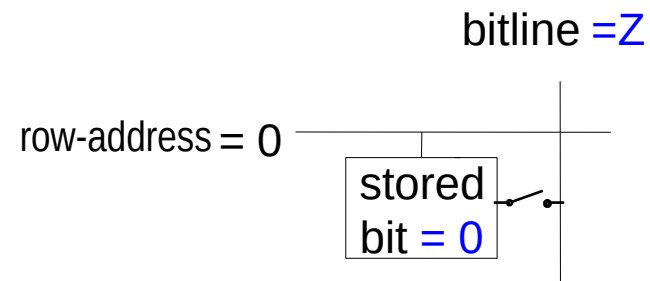 bitline =Z
row-address = 0
stored
bit = 0